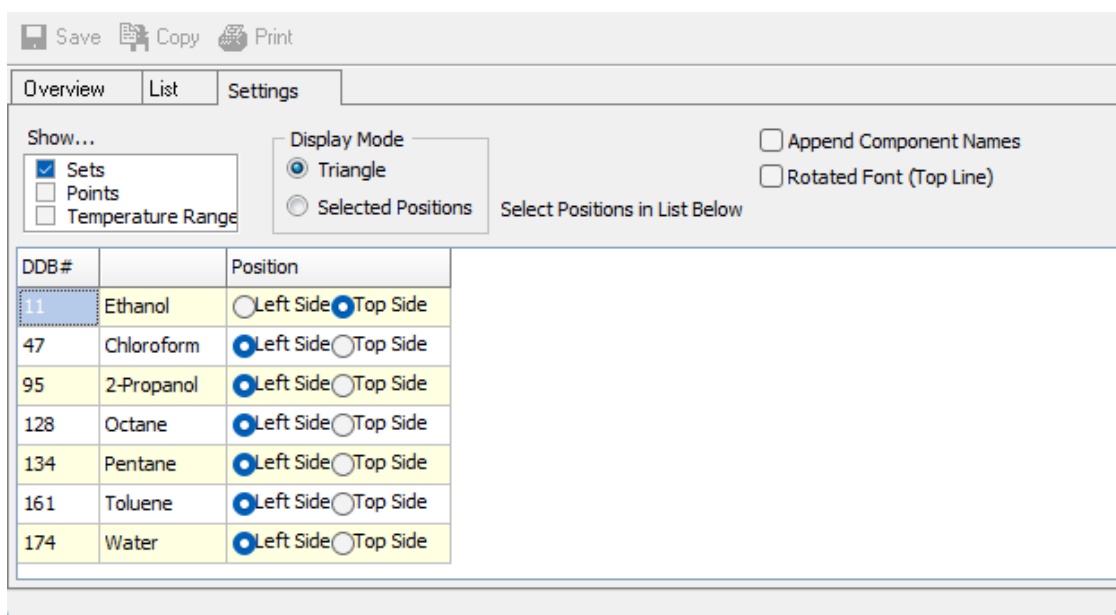 Save Copy Print
Overview List Settings
Show...
Sets
Points
Temperature Range
Display Mode
Triangle
Selected Positions
Select Positions in List Below
Append Component Names
Rotated Font (Top Line)
DDB# Position
11 Ethanol Left Side Top Side
47 Chloroform Left Side Top Side
95 2-Propanol Left Side Top Side
128 Octane Left Side Top Side
134 Pentane Left Side Top Side
161 Toluene Left Side Top Side
174 Water Left Side Top Side